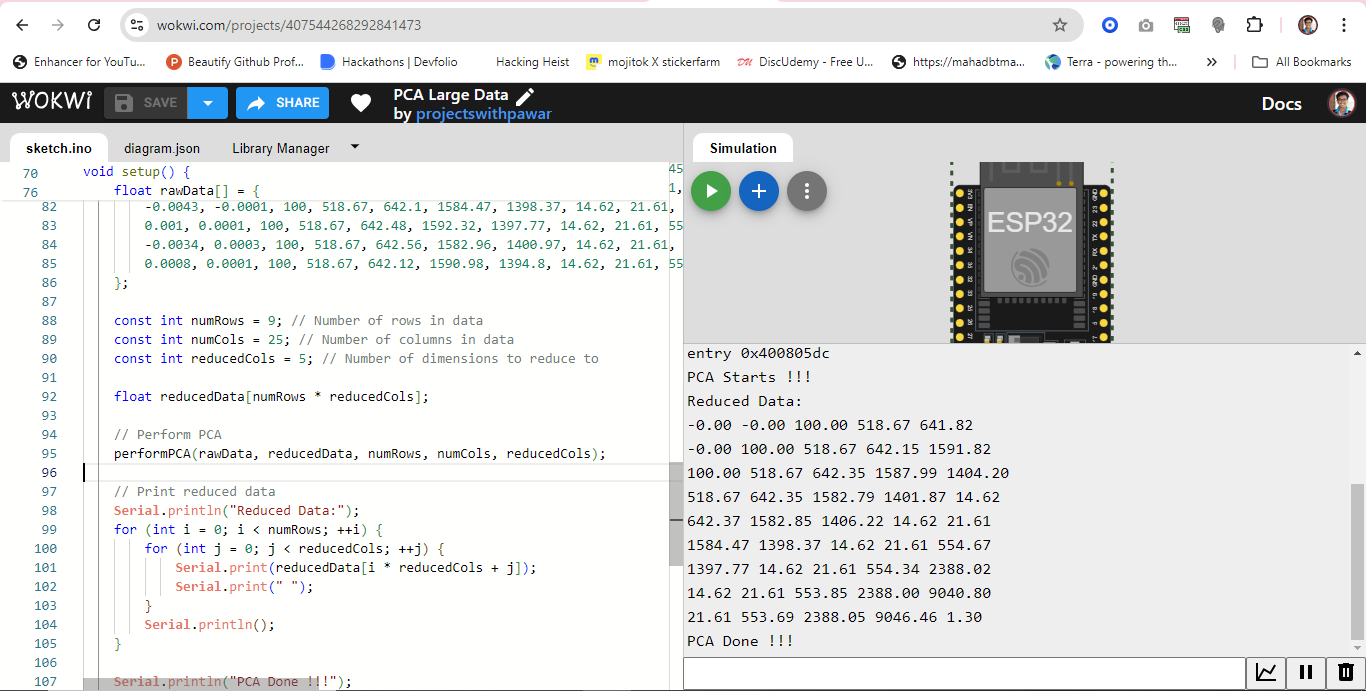 wokwi.com/projects/407544268292841473
Enhancer for YouTu... Beautify Github Prof... Hackathons | Devfolio Hacking Heist mojitok X stickerfarm DiscUdemy - Free U... https://mahadbtma... Terra - powering th... » All Bookmarks
WOKWI SAVE SHARE PCA Large Data Docs
by projectswithpawar
sketch.ino diagram.json Library Manager
70 void setup() {
76 float rawData[] = {
82 -0.0043, -0.0001, 100, 518.67, 642.1, 1584.47, 1398.37, 14.62, 21.61,
83 0.001, 0.0001, 100, 518.67, 642.48, 1592.32, 1397.77, 14.62, 21.61, 55
84 -0.0034, 0.0003, 100, 518.67, 642.56, 1582.96, 1400.97, 14.62, 21.61,
85 0.0008, 0.0001, 100, 518.67, 642.12, 1590.98, 1394.8, 14.62, 21.61, 55
86 };
87
88 const int numRows = 9; // Number of rows in data
89 const int numCols = 25; // Number of columns in data
90 const int reducedCols = 5; // Number of dimensions to reduce to
91
92 float reducedData[numRows * reducedCols];
93
94 // Perform PCA
95 performPCA(rawData, reducedData, numRows, numCols, reducedCols);
96
97 // Print reduced data
98 Serial.println("Reduced Data:");
99 for (int i = 0; i < numRows; ++i) {
100 for (int j = 0; j < reducedCols; ++j) {
101 Serial.print(reducedData[i * reducedCols + j]);
102 Serial.print(" ");
103 }
104 Serial.println();
105 }
106
107 Serial.println("PCA Done !!!");
Simulation
ESP32
entry 0x400805dc
PCA Starts !!!
Reduced Data:
-0.00 -0.00 100.00 518.67 641.82
-0.00 100.00 518.67 642.15 1591.82
100.00 518.67 642.35 1587.99 1404.20
518.67 642.35 1582.79 1401.87 14.62
642.37 1582.85 1406.22 14.62 21.61
1584.47 1398.37 14.62 21.61 554.67
1397.77 14.62 21.61 554.34 2388.02
14.62 21.61 553.85 2388.00 9040.80
21.61 553.69 2388.05 9046.46 1.30
PCA Done !!!